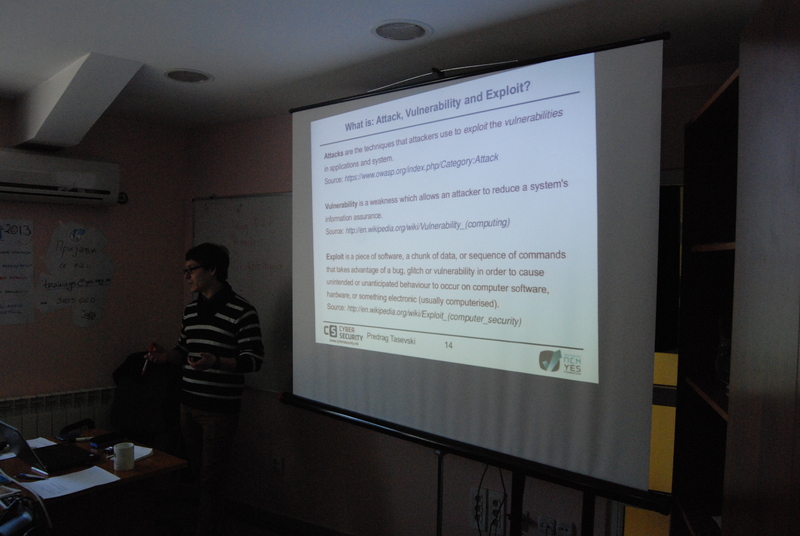 What is: Attack, Vulnerability and Exploit?
Attacks are the techniques that attackers use to exploit the vulnerabilities
in applications and system.
Source: https://www.owasp.org/index.php/Category:Attack
Vulnerability is a weakness which allows an attacker to reduce a system's
information assurance.
Source: http://en.wikipedia.org/wiki/Vulnerability_(computing)
Exploit is a piece of software, a chunk of data, or sequence of commands
that takes advantage of a bug, glitch or vulnerability in order to cause
unintended or unanticipated behaviour to occur on computer software,
hardware, or something electronic (usually computerised).
Source: http://en.wikipedia.org/wiki/Exploit_(computer_security)
CS CYBER
SECURITY
Predrag Tasevski
14
YES
-2013